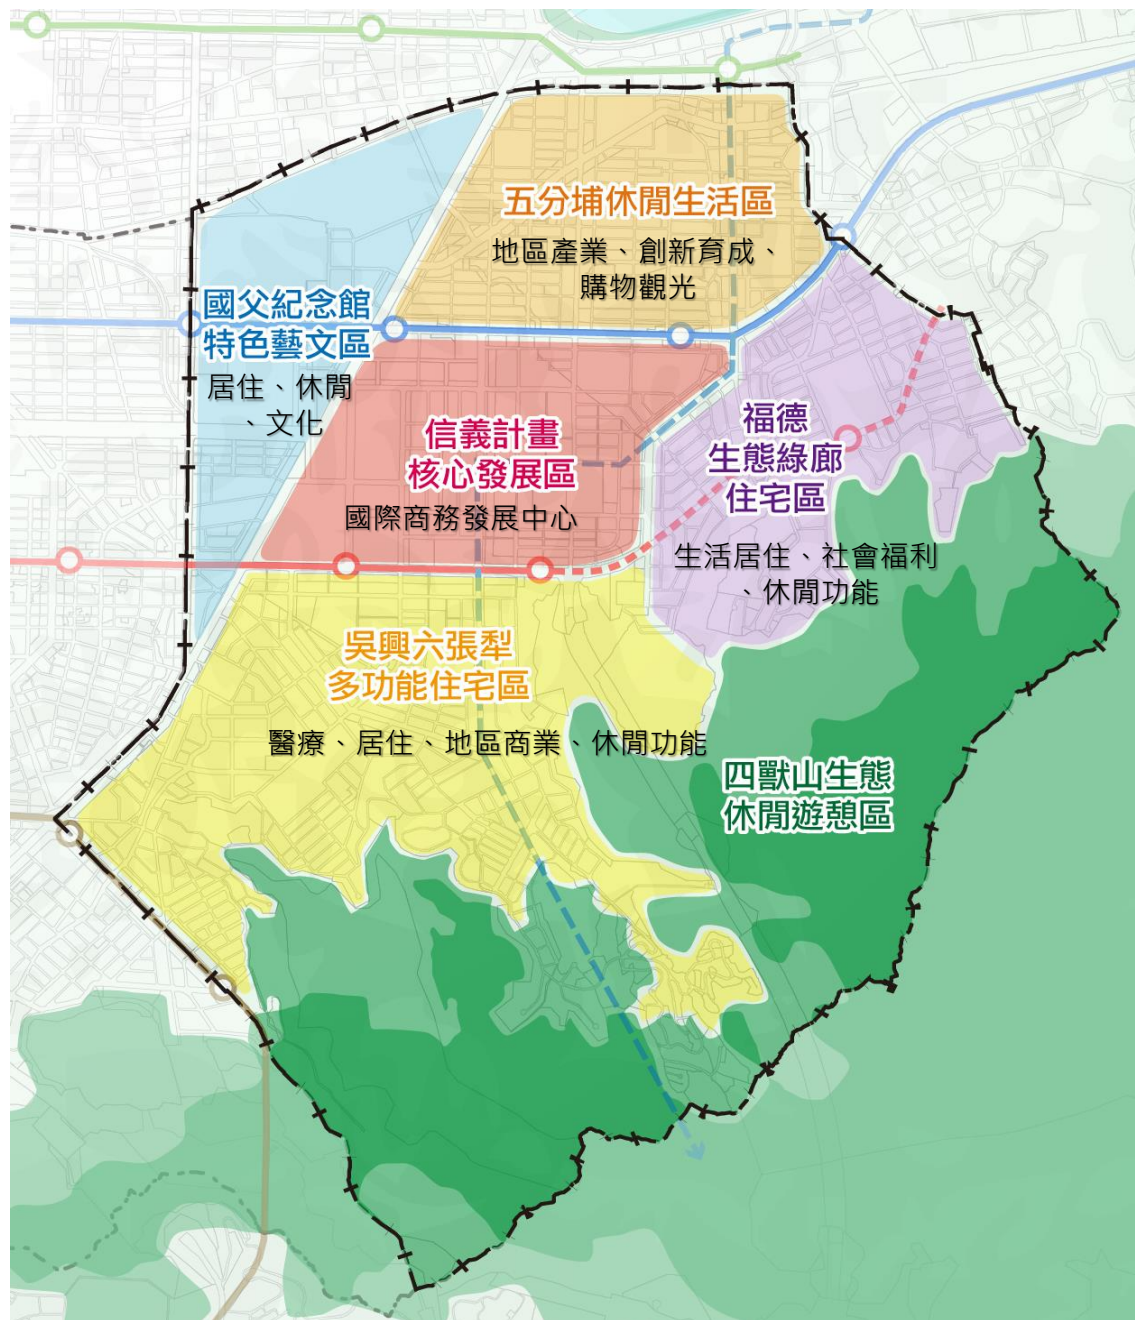 五分埔休閒生活區
地區產業、創新育成、
購物觀光
國父紀念館
特色藝文區
居住、休閒
、文化
信義計畫
核心發展區
國際商務發展中心
福德
生態綠廊
住宅區
生活居住、社會福利
、休閒功能
吳興六張犁
多功能住宅區
醫療、居住、地區商業、休閒功能
四獸山生態
休閒遊憩區